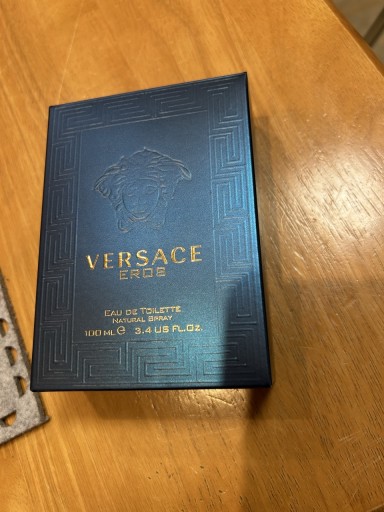 VERSACE
EROS
EAU DE TOILETTE
NATURAL SPRAY
100 ML ℮ 3.4 US FL.OZ.